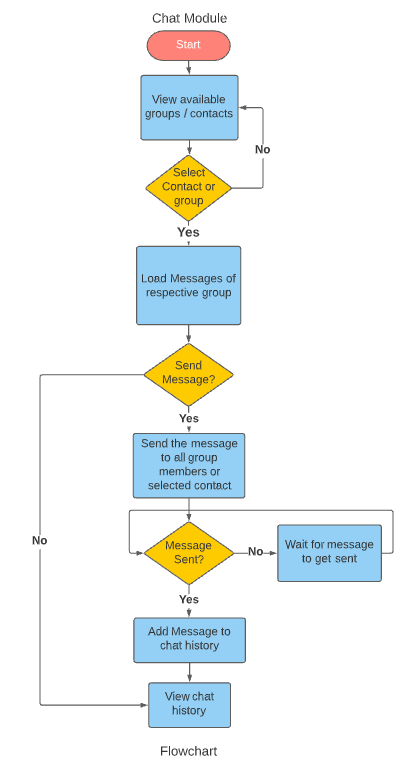 Chat Module
Start
View available
groups / contacts
No
Select
Contact or
group
Yes
Load Messages of
respective group
Send
Message?
Yes
Send the message
to all group
members or
selected contact
No
Message
Sent?
No
Wait for message
to get sent
Yes
Add Message to
chat history
View chat
history
Flowchart